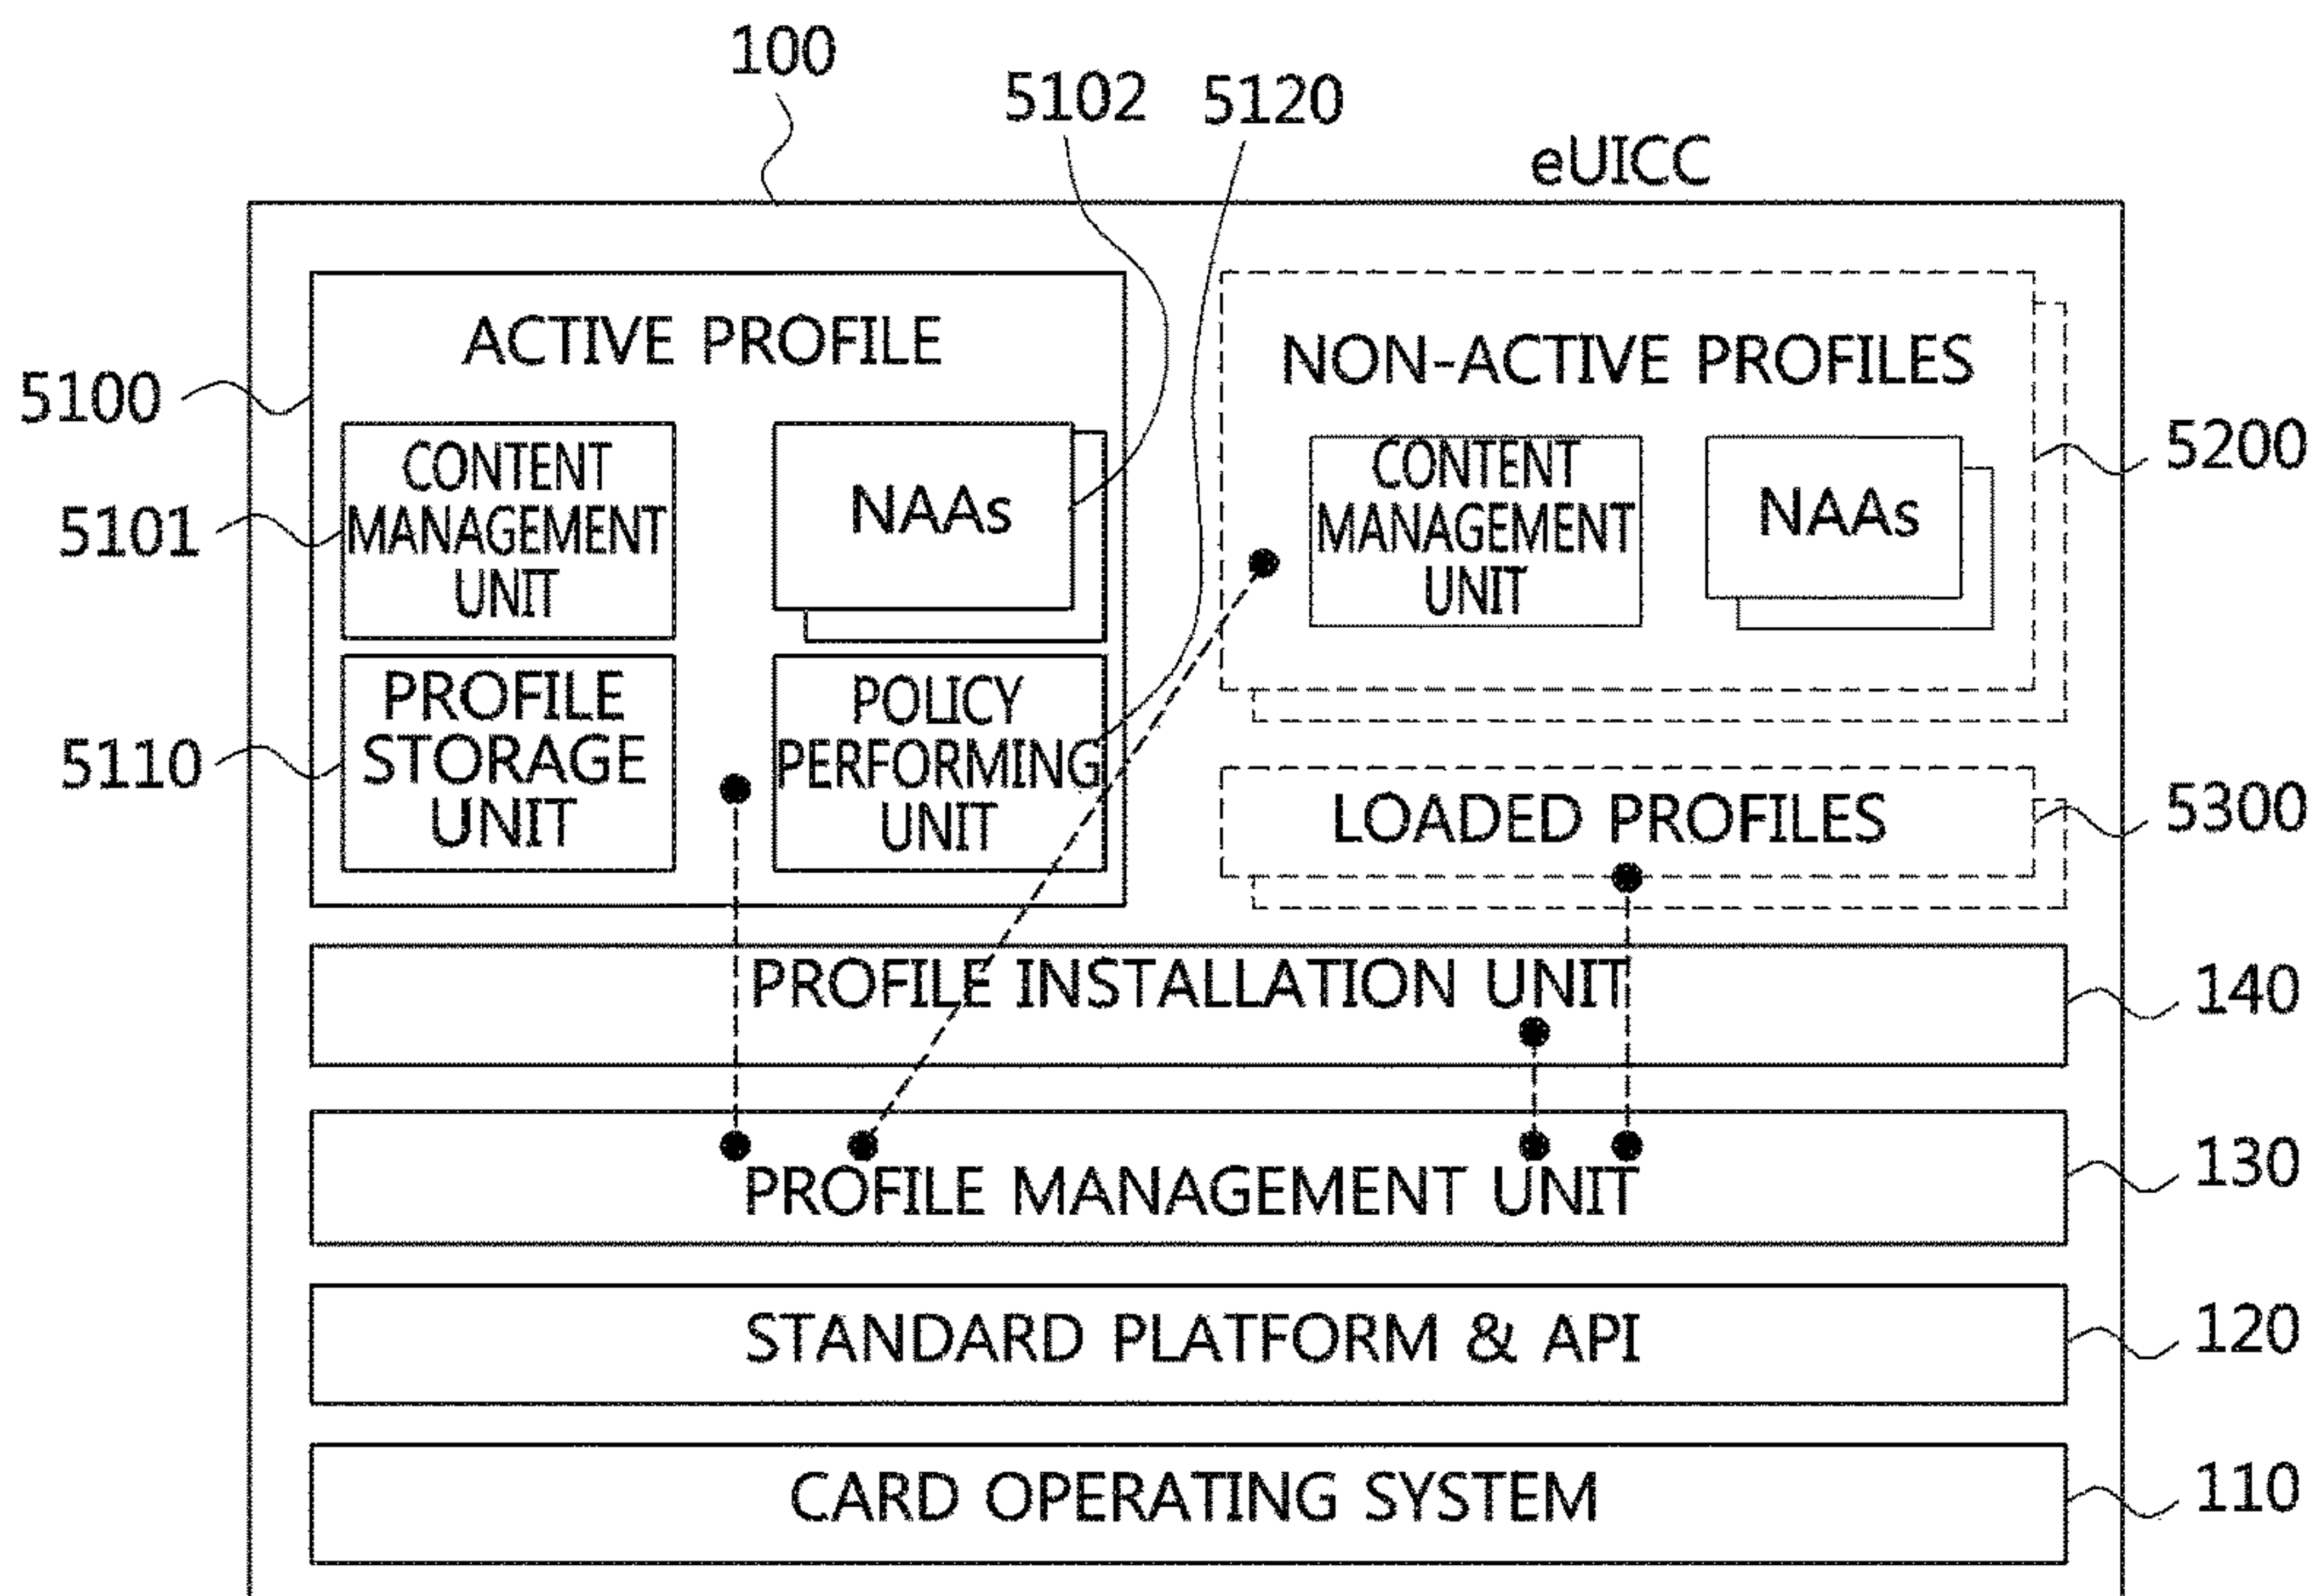 100
5102
5120
eUICC
ACTIVE PROFILE
5100
CONTENT
MANAGEMENT
UNIT
5101
NAAs
PROFILE
STORAGE
UNIT
5110
POLICY
PERFORMING
UNIT
NON-ACTIVE PROFILES
5200
CONTENT
MANAGEMENT
UNIT
NAAs
LOADED PROFILES
5300
PROFILE INSTALLATION UNIT
140
PROFILE MANAGEMENT UNIT
130
STANDARD PLATFORM & API
120
CARD OPERATING SYSTEM
110